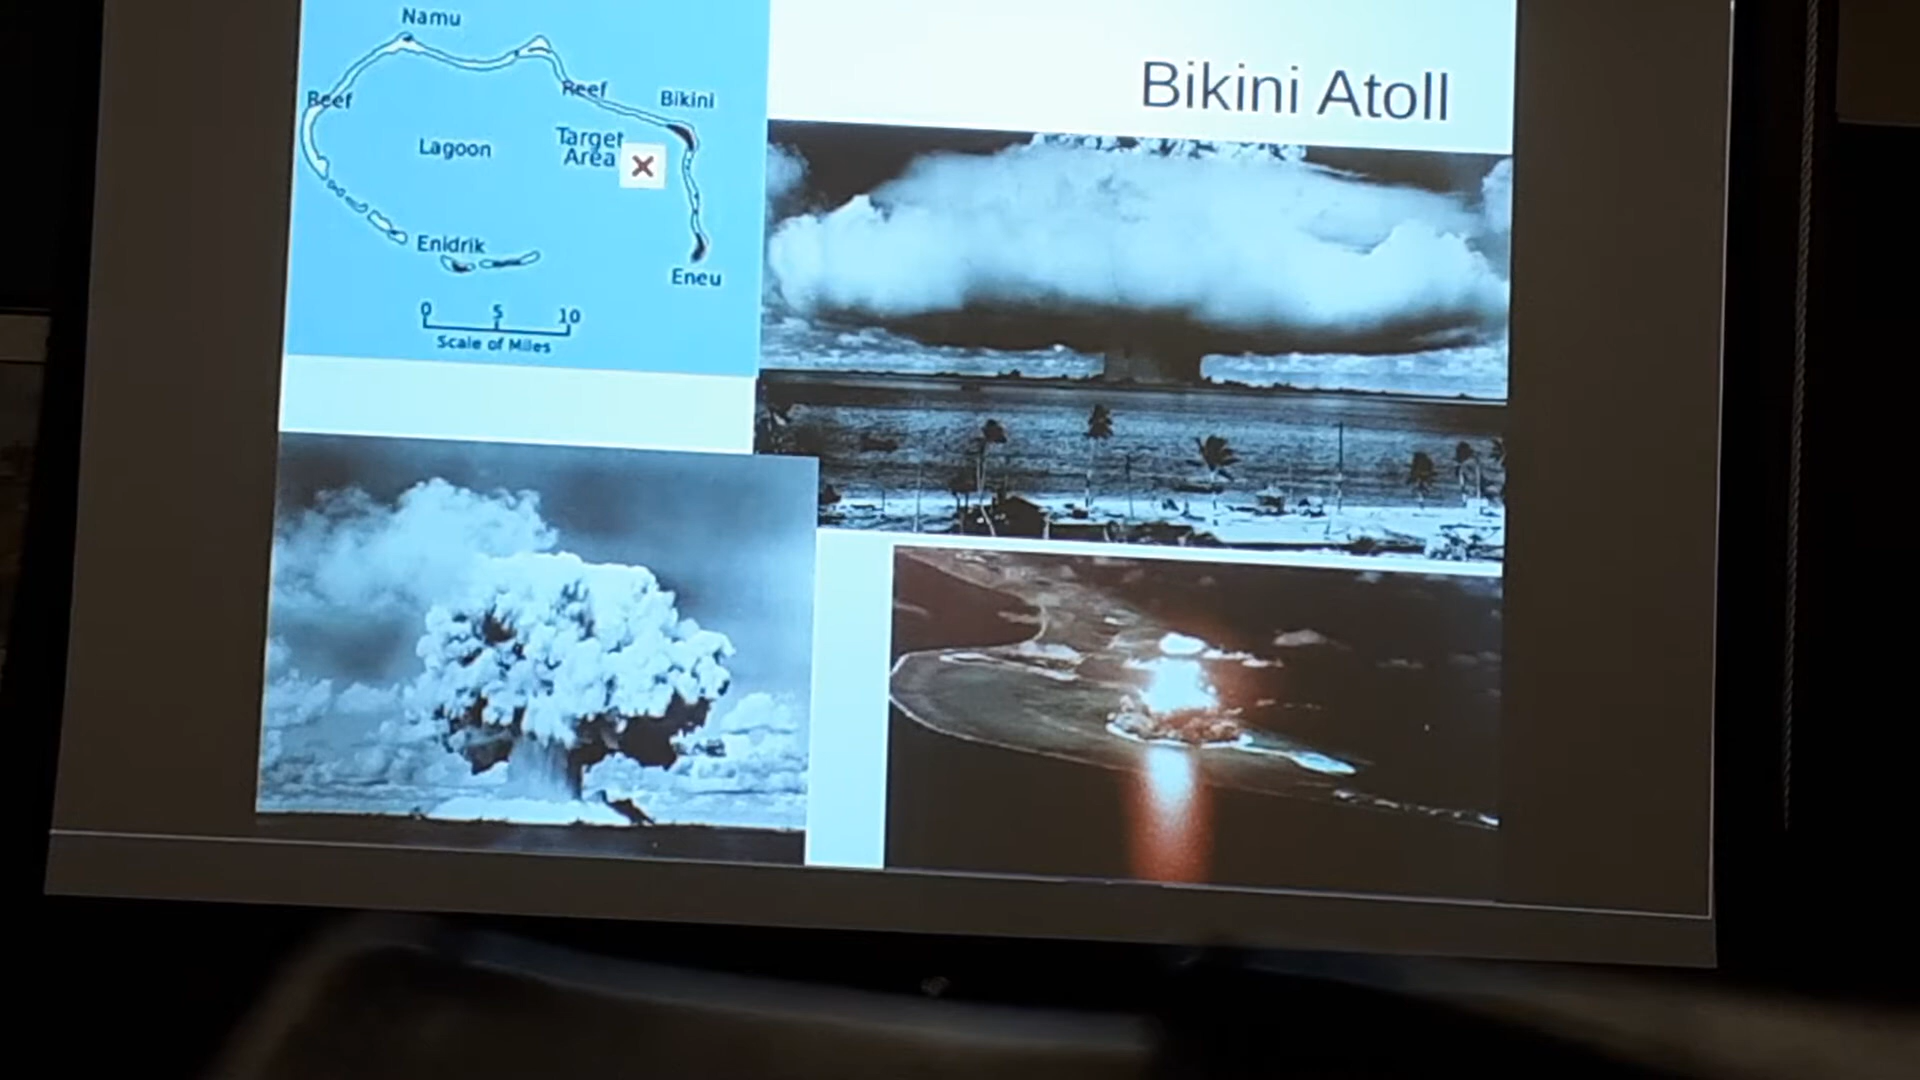 Bikini Atoll
Namu
Reef
Reef
Bikini
Target
Area
Lagoon
Enidrik
Eneu
0 5 10
Scale of Miles